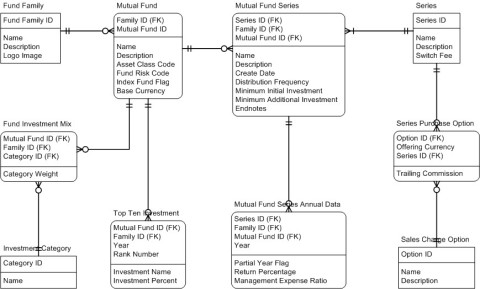 Fund Family
Fund Family ID
Name
Description
Logo Image
Mutual Fund
Family ID (FK)
Mutual Fund ID
Name
Description
Asset Class Code
Fund Risk Code
Index Fund Flag
Base Currency
Mutual Fund Series
Series ID (FK)
Family ID (FK)
Mutual Fund ID (FK)
Name
Description
Create Date
Distribution Frequency
Minimum Initial Investment
Minimum Additional Investment
Endnotes
Series
Series ID
Name
Description
Switch Fee
Fund Investment Mix
Mutual Fund ID (FK)
Family ID (FK)
Category ID (FK)
Category Weight
Series Purchase Option
Option ID (FK)
Offering Currency
Series ID (FK)
Trailing Commission
Investment Category
Category ID
Name
Top Ten Investment
Mutual Fund ID (FK)
Family ID (FK)
Year
Rank Number
Investment Name
Investment Percent
Mutual Fund Series Annual Data
Series ID (FK)
Family ID (FK)
Mutual Fund ID (FK)
Year
Partial Year Flag
Return Percentage
Management Expense Ratio
Sales Charge Option
Option ID
Name
Description